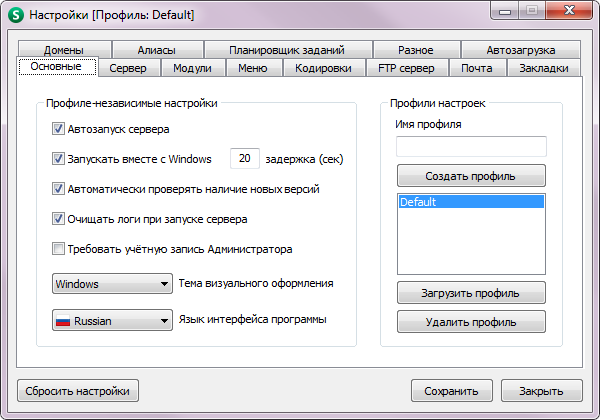 S Настройки [Профиль: Default]
Домены Алиасы Планировщик заданий Разное Автозагрузка
Основные Сервер Модули Меню Кодировки FTP сервер Почта Закладки
Профиле-независимые настройки
Автозапуск сервера
Запускать вместе с Windows 20 задержка (сек)
Автоматически проверять наличие новых версий
Очищать логи при запуске сервера
Требовать учётную запись Администратора
Windows Тема визуального оформления
Russian Язык интерфейса программы
Профили настроек
Имя профиля
Создать профиль
Default
Загрузить профиль
Удалить профиль
Сбросить настройки Сохранить Закрыть